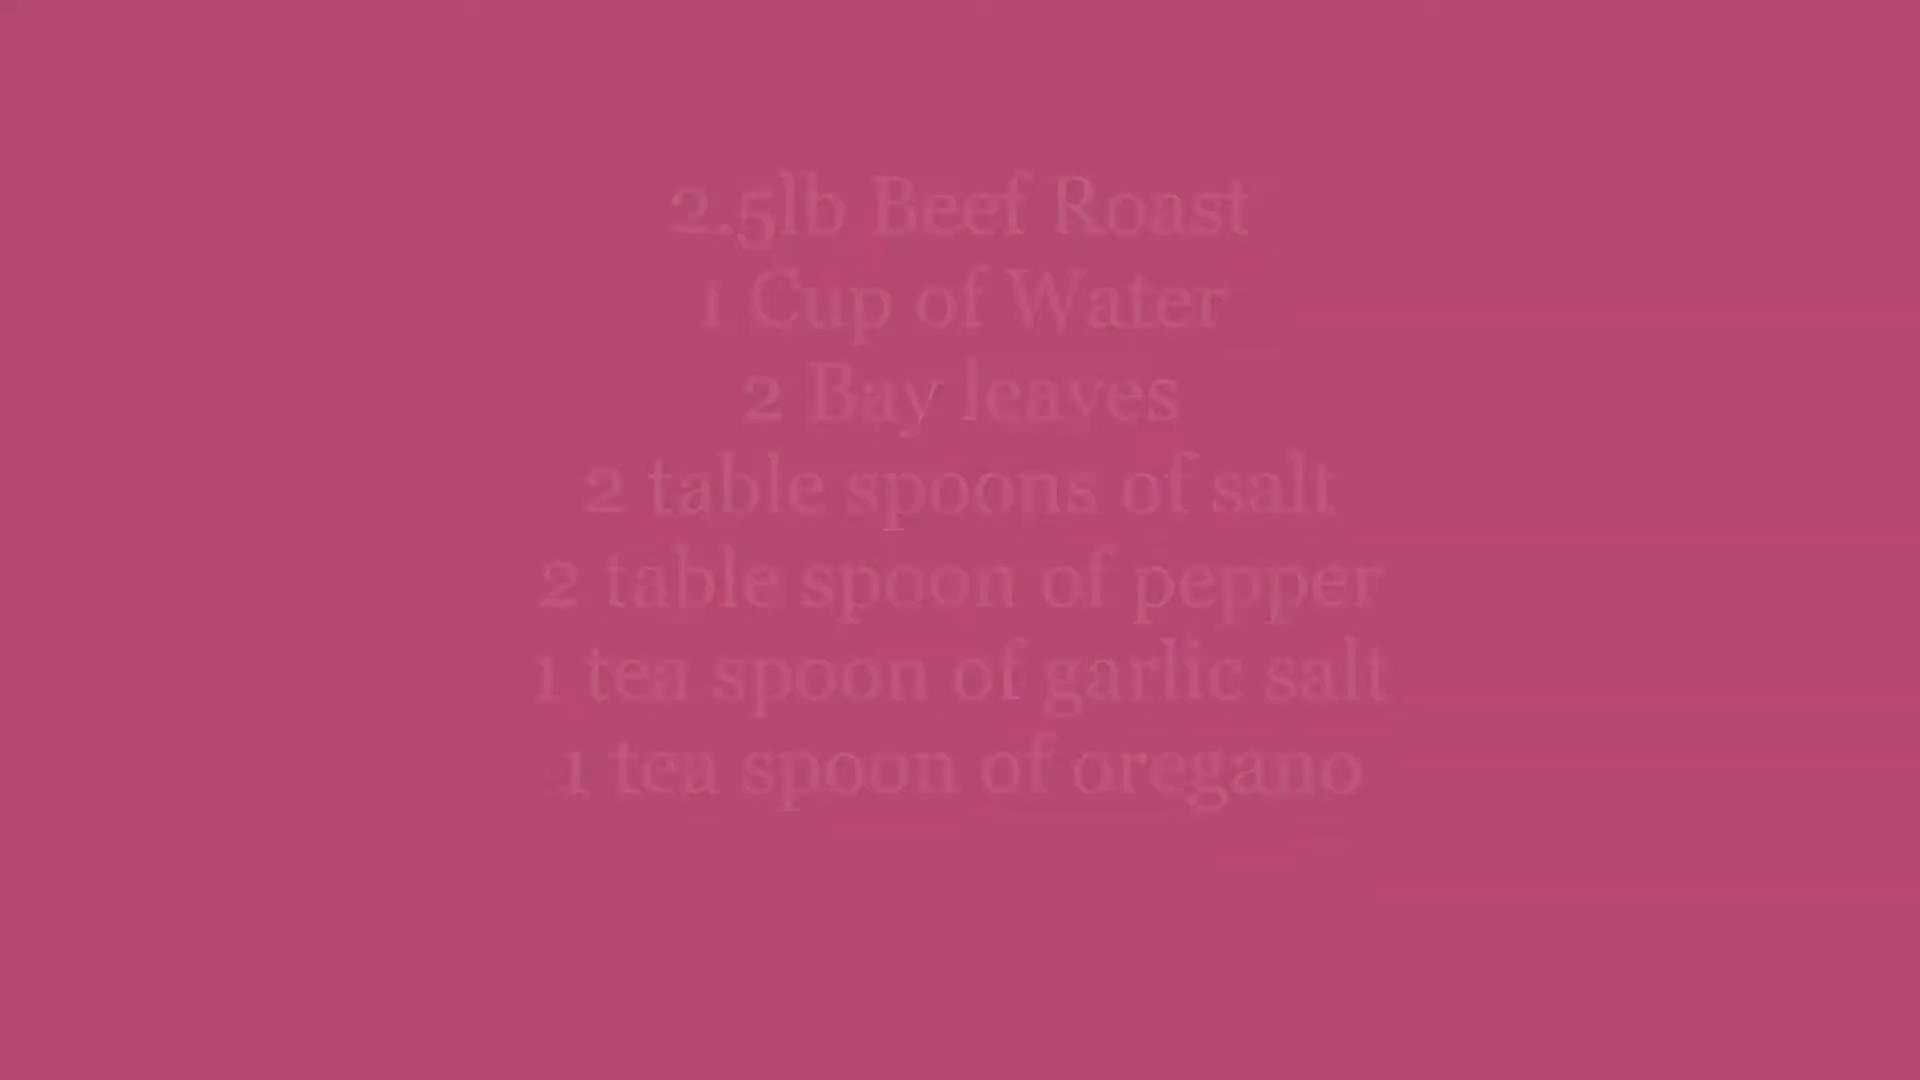 2.5lb Beef Roast
1 Cup of Water
2 Bay leaves
2 table spoons of salt
2 table spoon of pepper
1 tea spoon of garlic salt
1 tea spoon of oregano